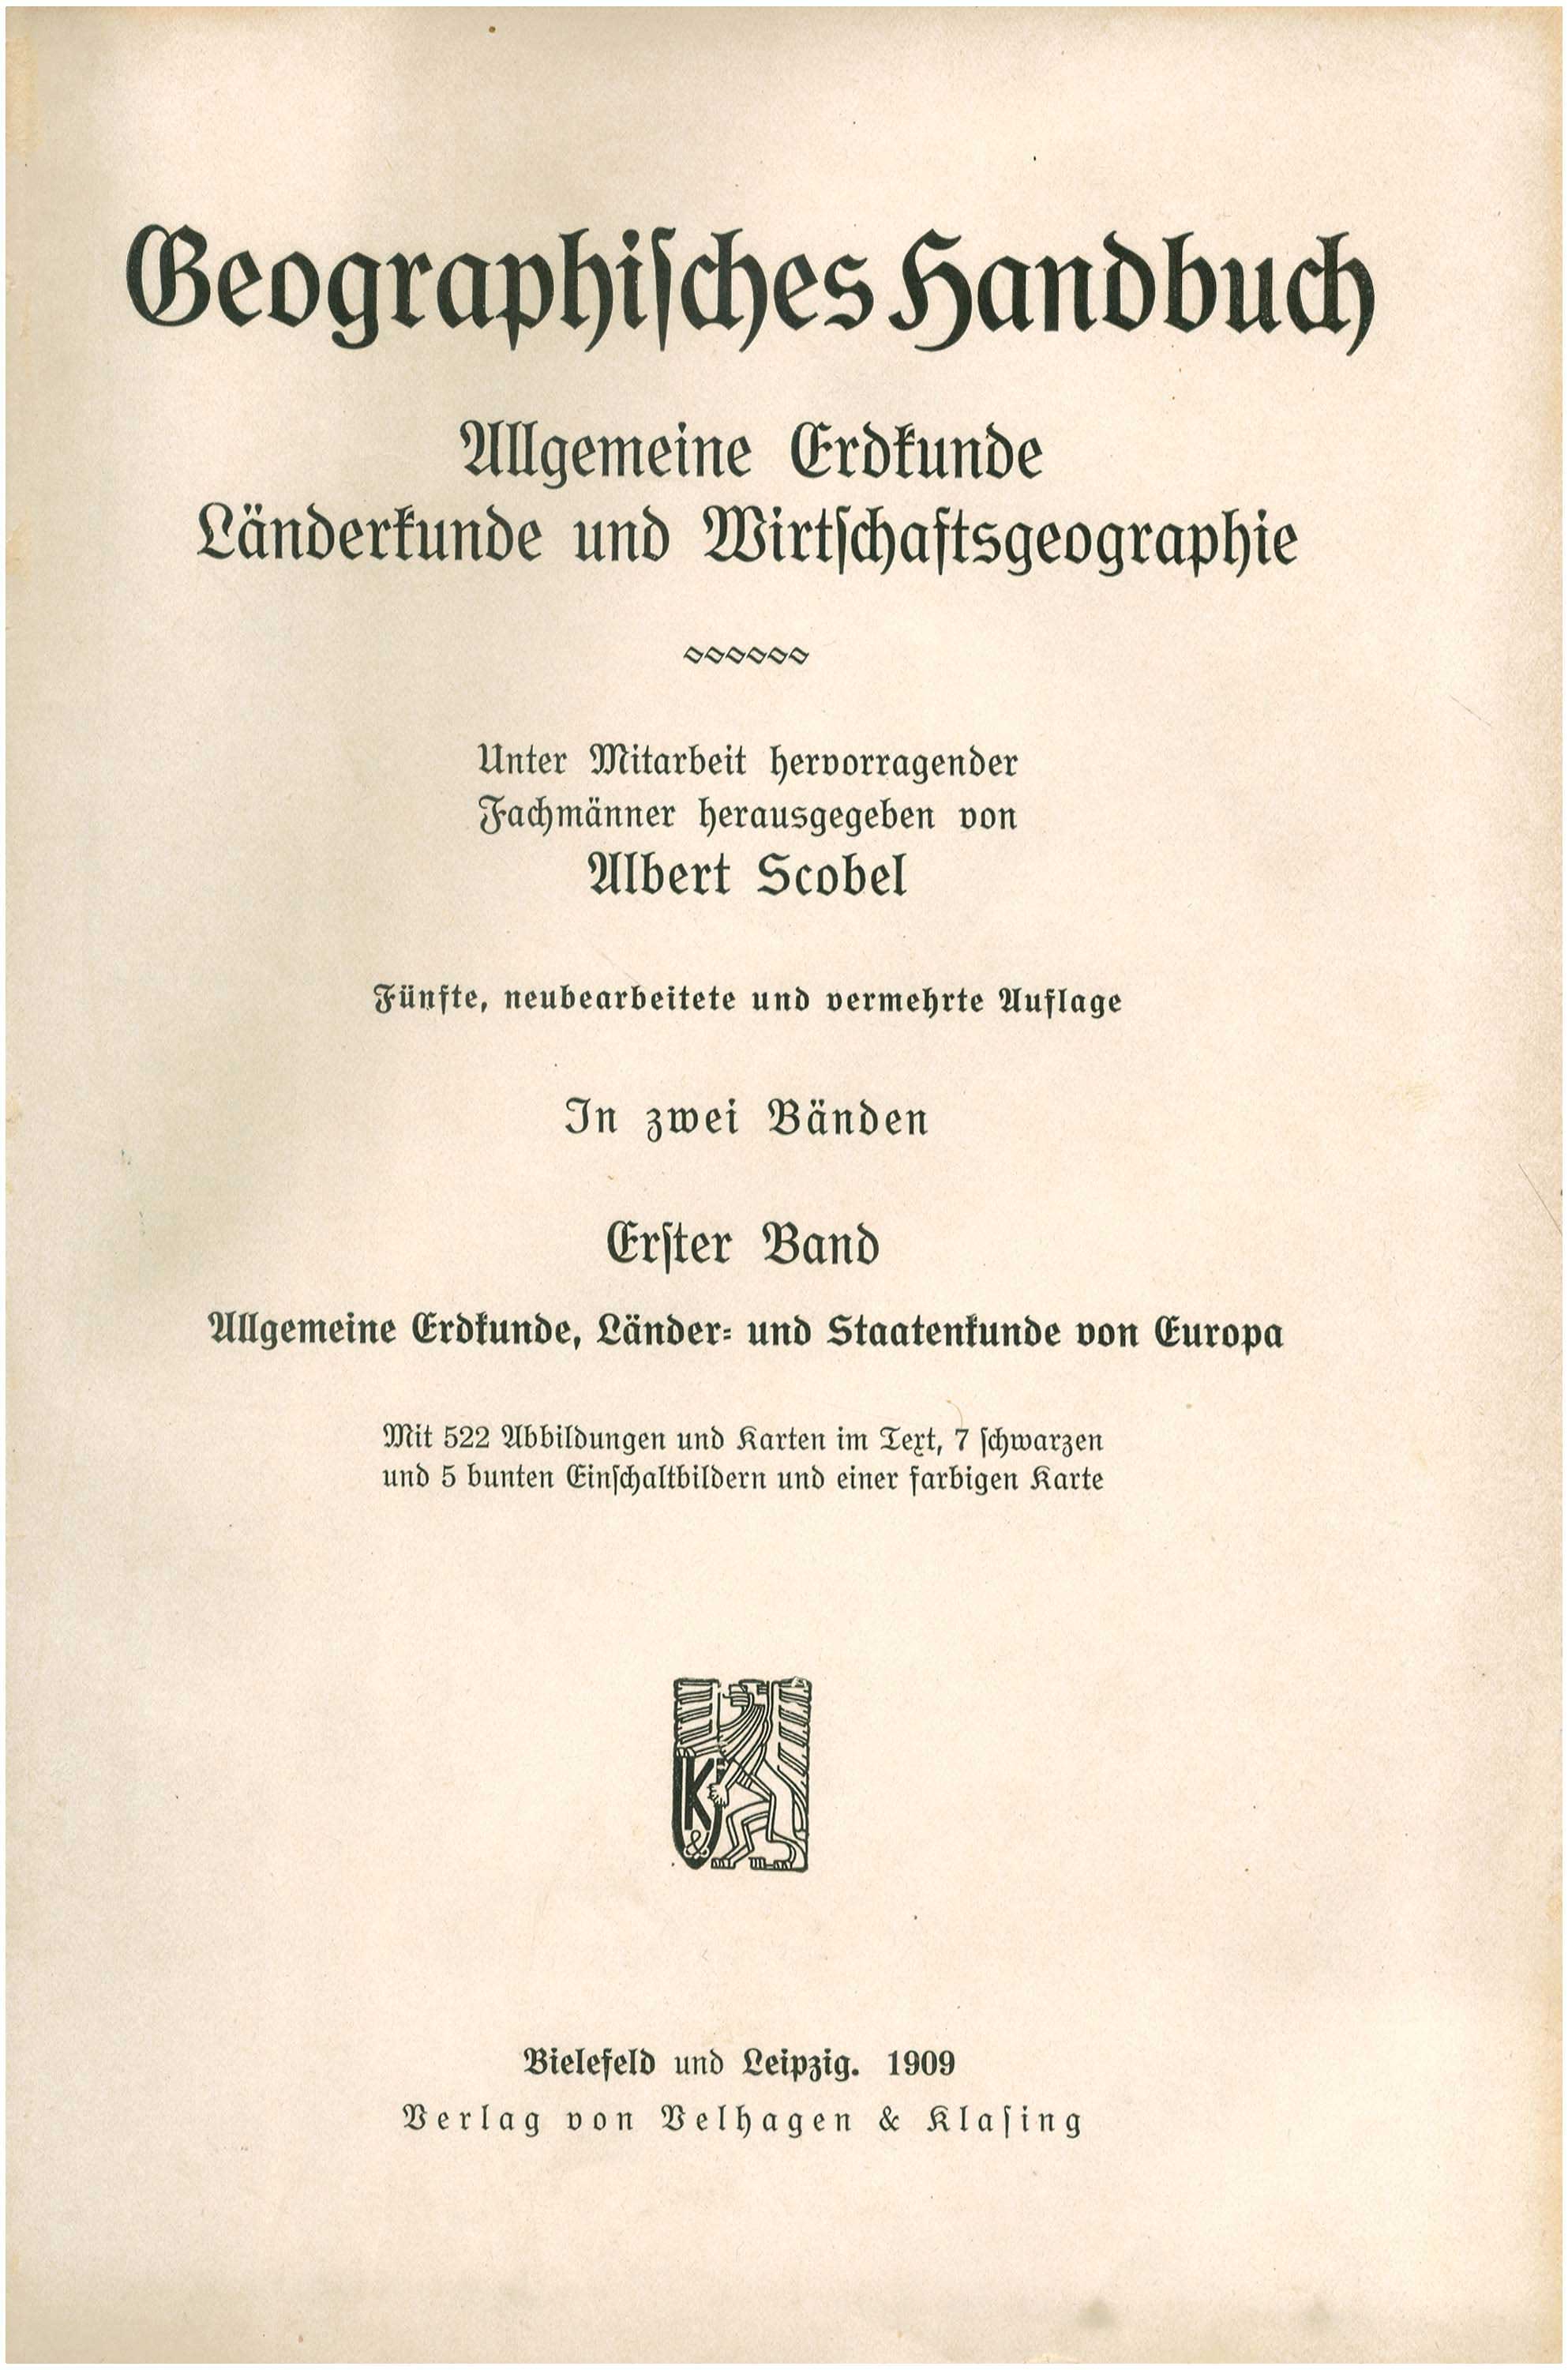 Geographisches Handbuch
Allgemeine Erdkunde
Länderkunde und Wirtschaftsgeographie
Unter Mitarbeit hervorragender
Fachmänner herausgegeben von
Albert Scobel
Fünfte, neubearbeitete und vermehrte Auflage
In zwei Bänden
Erster Band
Allgemeine Erdkunde, Länder- und Staatenkunde von Europa
Mit 522 Abbildungen und Karten im Text, 7 schwarzen
und 5 bunten Einschaltbildern und einer farbigen Karte
K
&
Bielefeld und Leipzig. 1909
Verlag von Velhagen & Klasing